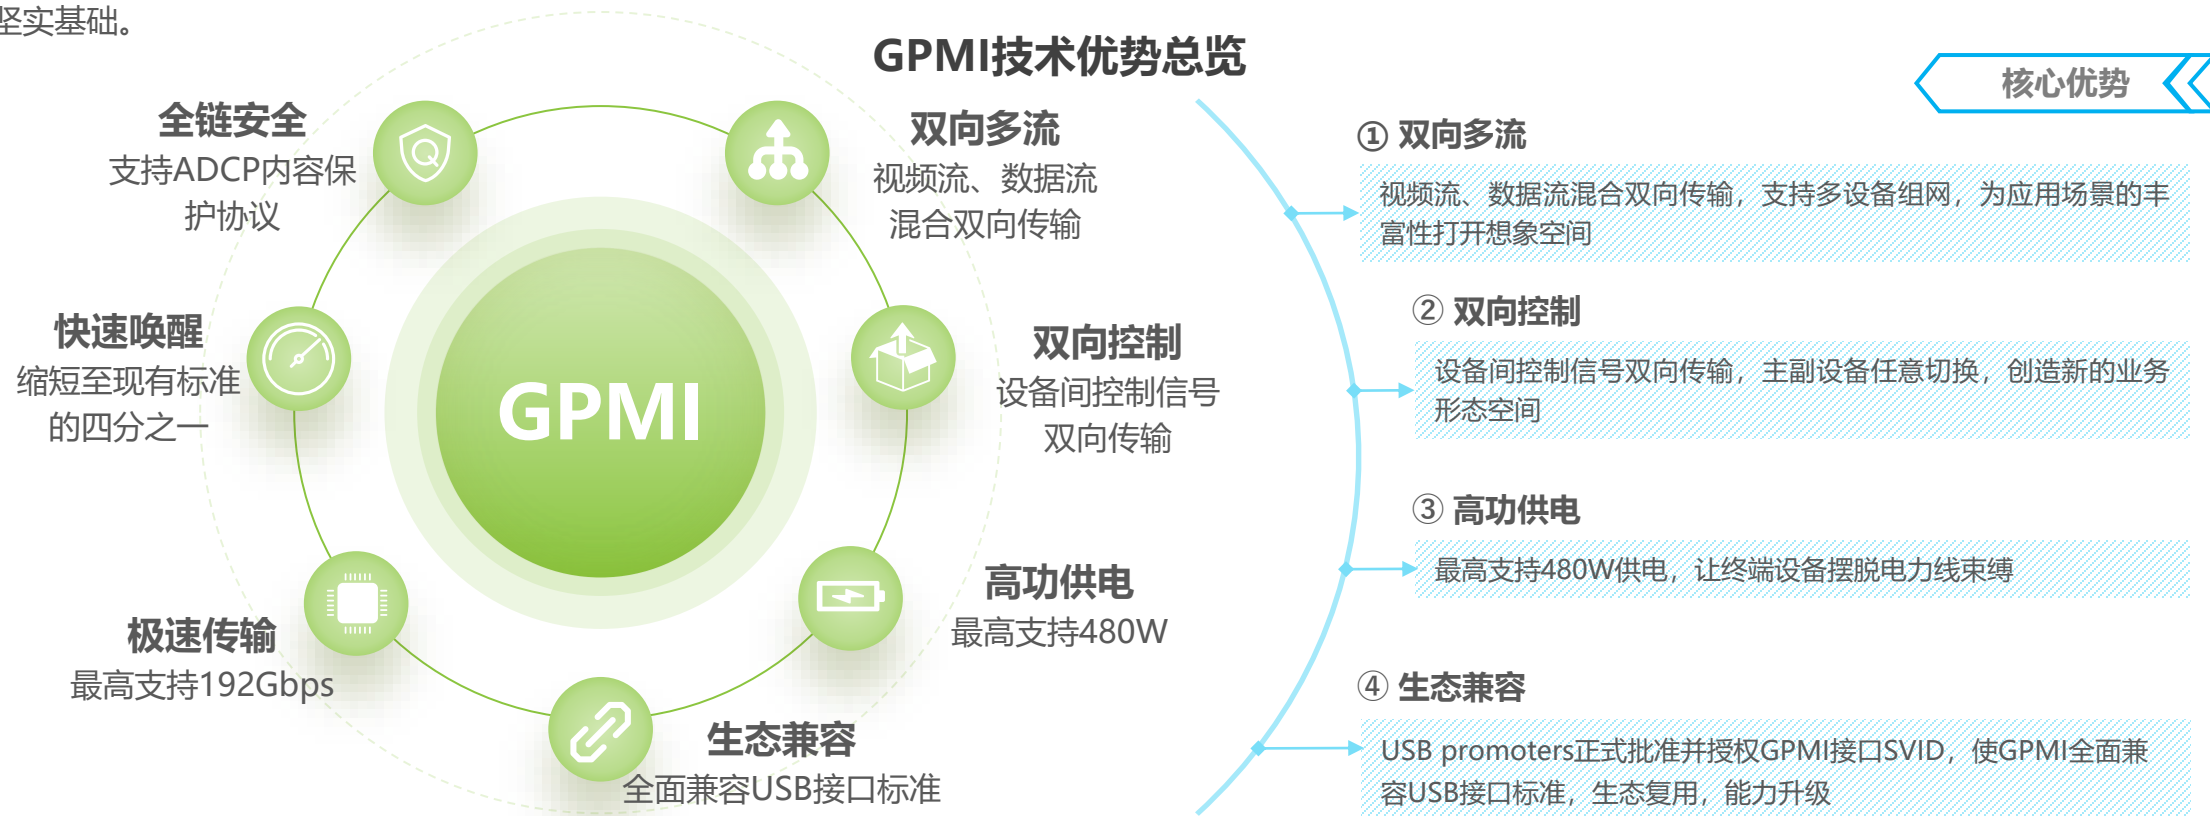 坚实基础。
GPMI技术优势总览
核心优势
全链安全
支持ADCP内容保
护协议
双向多流
视频流、数据流
混合双向传输
快速唤醒
缩短至现有标准
的四分之一
GPMI
双向控制
设备间控制信号
双向传输
极速传输
最高支持192Gbps
高功供电
最高支持480W
生态兼容
全面兼容USB接口标准
① 双向多流
视频流、数据流混合双向传输，支持多设备组网，为应用场景的丰
富性打开想象空间
② 双向控制
设备间控制信号双向传输，主副设备任意切换，创造新的业务
形态空间
③ 高功供电
最高支持480W供电，让终端设备摆脱电力线束缚
④ 生态兼容
USB promoters正式批准并授权GPMI接口SVID，使GPMI全面兼
容USB接口标准，生态复用，能力升级